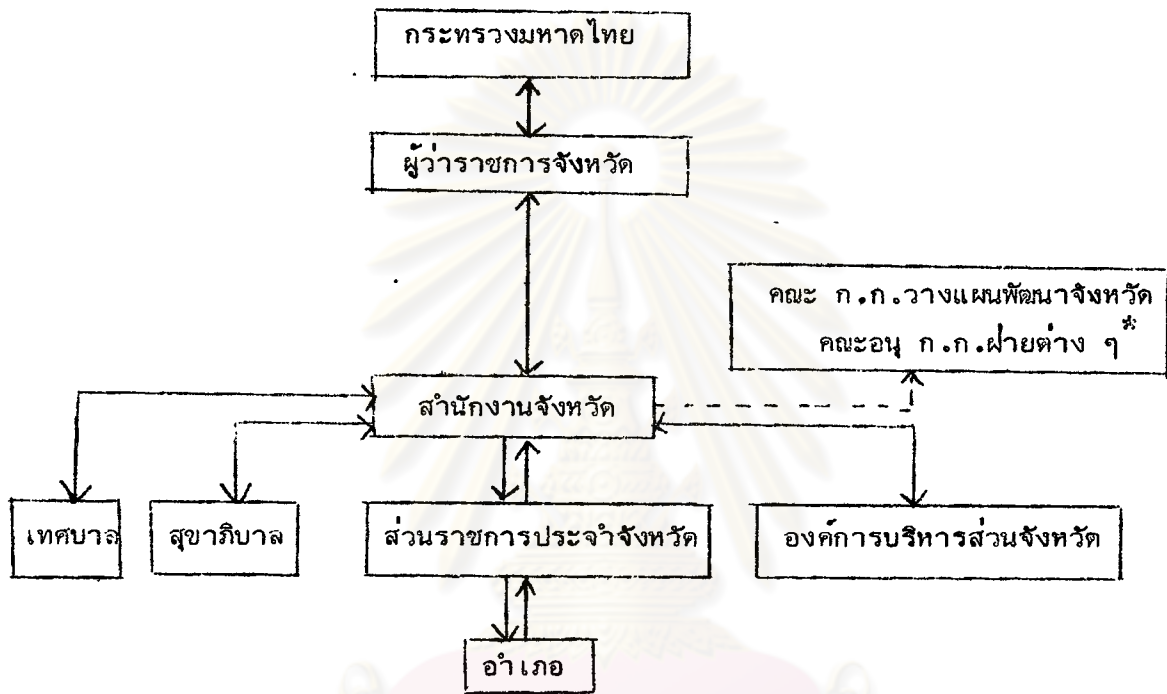 กระทรวงมหาดไทย
ผู้ว่าราชการจังหวัด
คณะ ก.ก.วางแผนพัฒนาจังหวัด
คณะอนุ ก.ก.ฝ่ายต่าง ๆ*
สำนักงานจังหวัด
เทศบาล
สุขาภิบาล
ส่วนราชการประจำจังหวัด
องค์การบริหารส่วนจังหวัด
อำเภอ